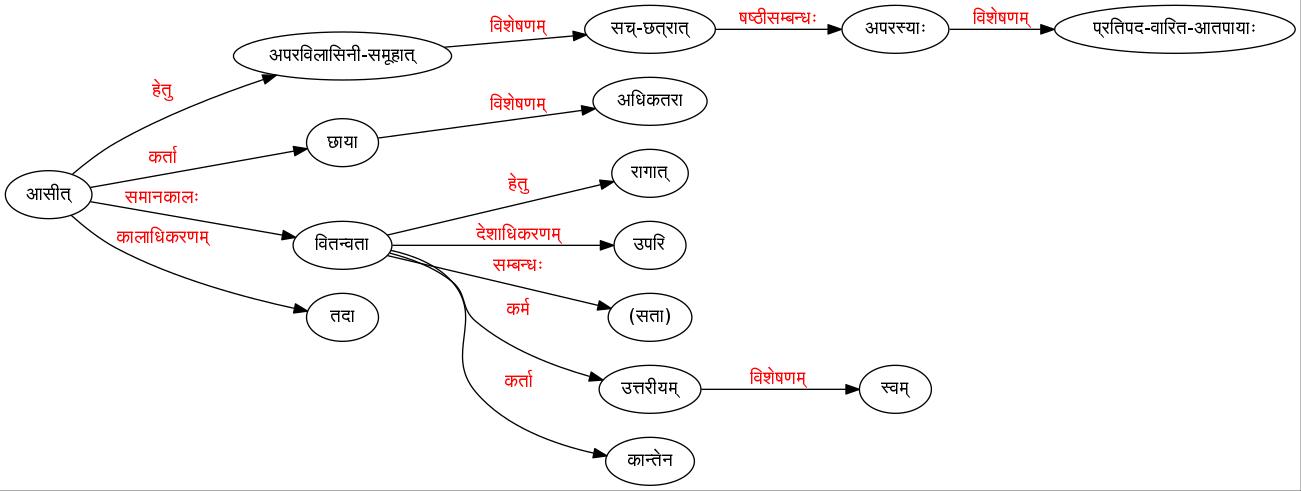 विशेषणम्
सच्-छत्रात्
षष्ठीसम्बन्धः
अपरस्याः
विशेषणम्
प्रतिपद-वारित-आतपायाः
अपरविलासिनी-समूहात्
हेतु
विशेषणम्
अधिकतरा
कर्ता
छाया
आसीत्
समानकालः
कालाधिकरणम्
वितन्वता
तदा
हेतु
रागात्
देशाधिकरणम्
उपरि
सम्बन्धः
(सता)
कर्म
उत्तरीयम्
विशेषणम्
स्वम्
कर्ता
कान्तेन